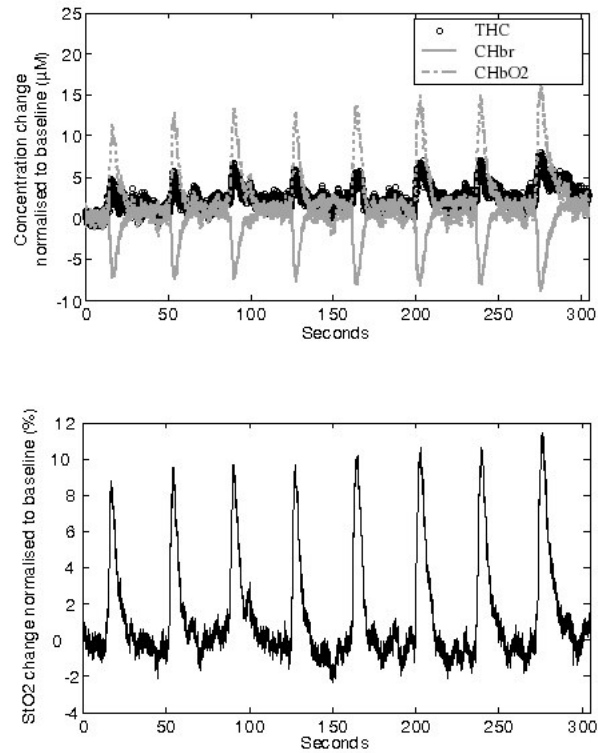 25
20
15
10
5
0
-5
-10
0 50 100 150 200 250 300
Seconds
Concentration change
normalised to baseline (μM)
THC
CHbr
CHbO2
12
10
8
6
4
2
0
-2
-4
0 50 100 150 200 250 300
Seconds
StO2 change normalised to baseline (%)